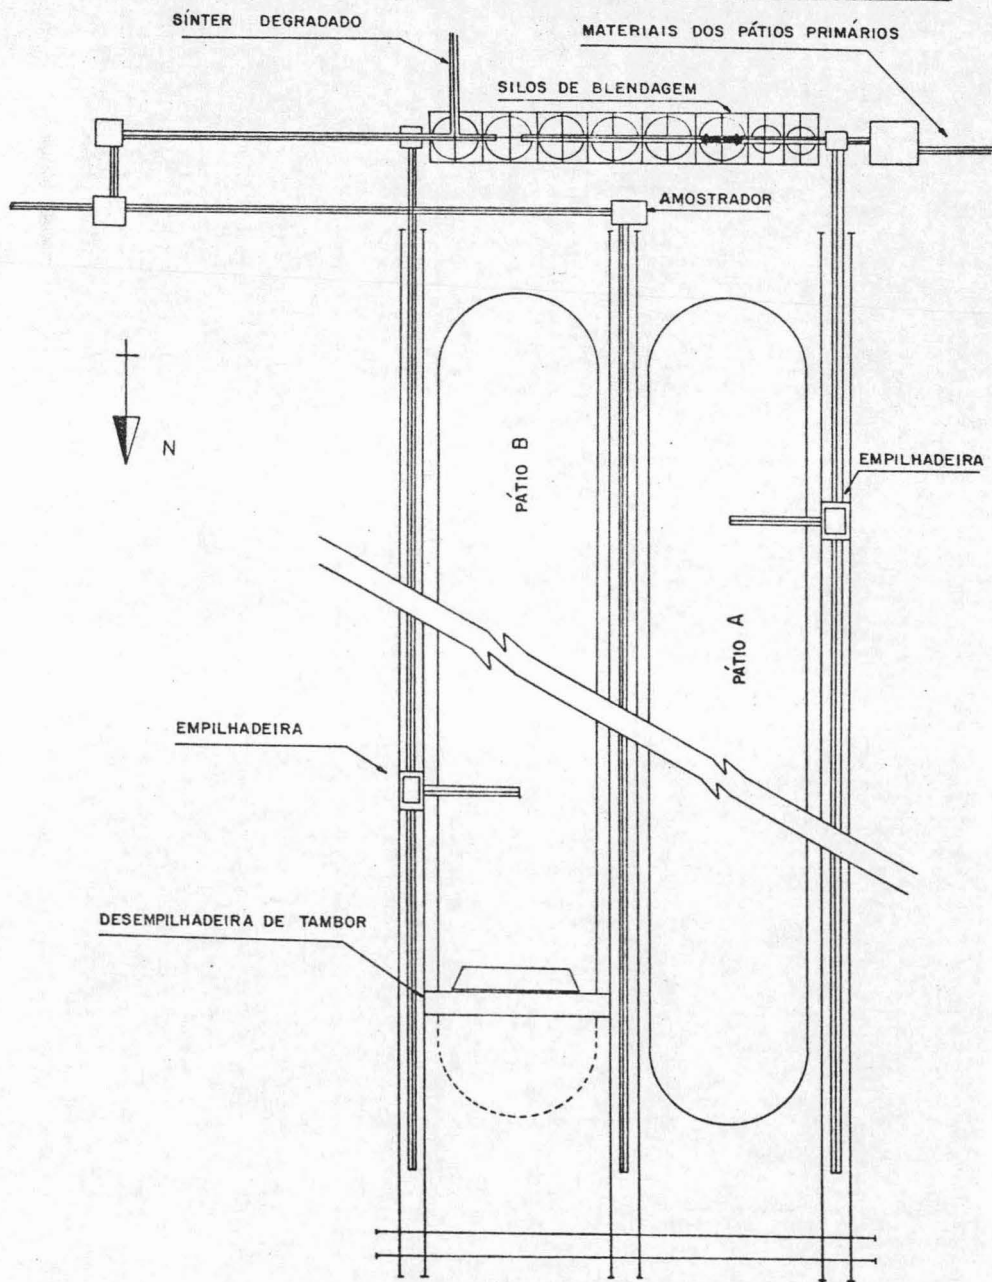 SÍNTER DEGRADADO
MATERIAIS DOS PÁTIOS PRIMÁRIOS
SILOS DE BLENDAGEM
AMOSTRADOR
N
PÁTIO B
EMPILHADEIRA
PÁTIO A
EMPILHADEIRA
DESEMPILHADEIRA DE TAMBOR